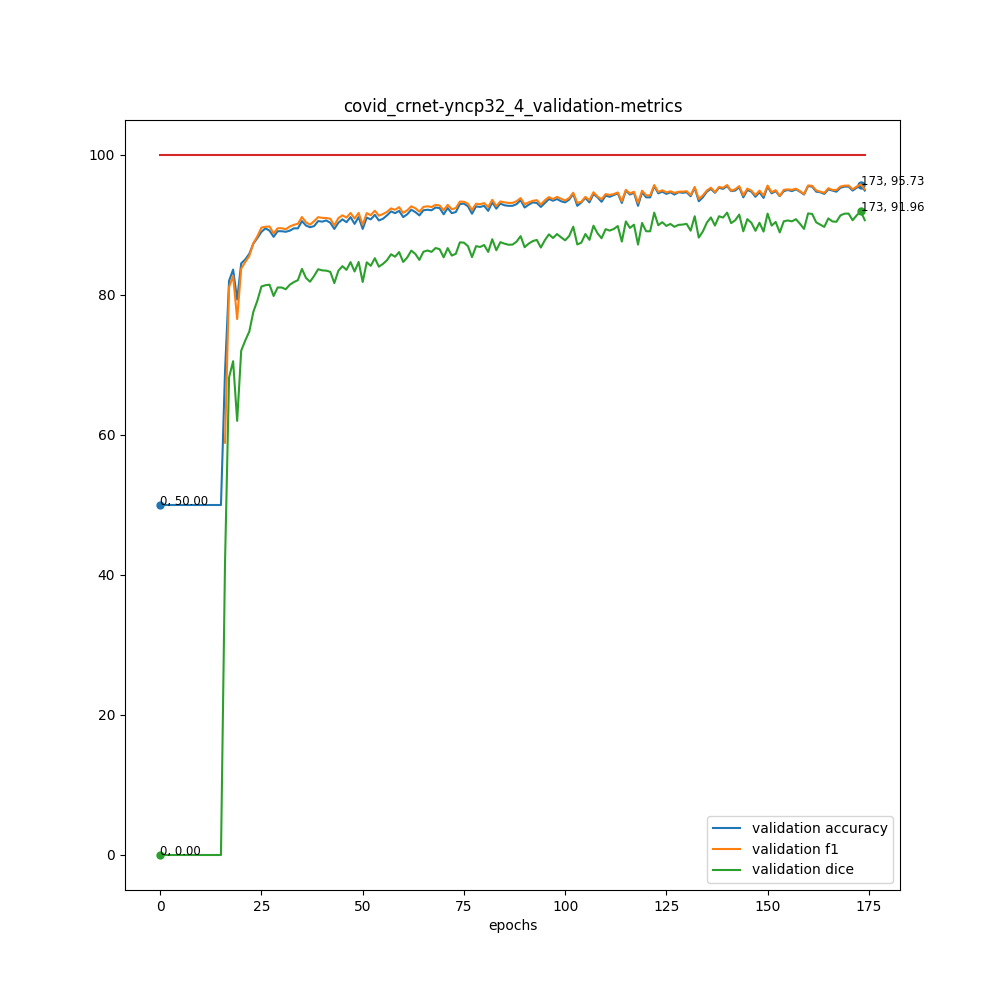 covid_crnet-yncp32_4_validation-metrics
100
80
60
40
20
0
173, 95.73
173, 91.96
0, 50.00
0, 0.00
validation accuracy
validation f1
validation dice
0 25 50 75 100 125 150 175
epochs